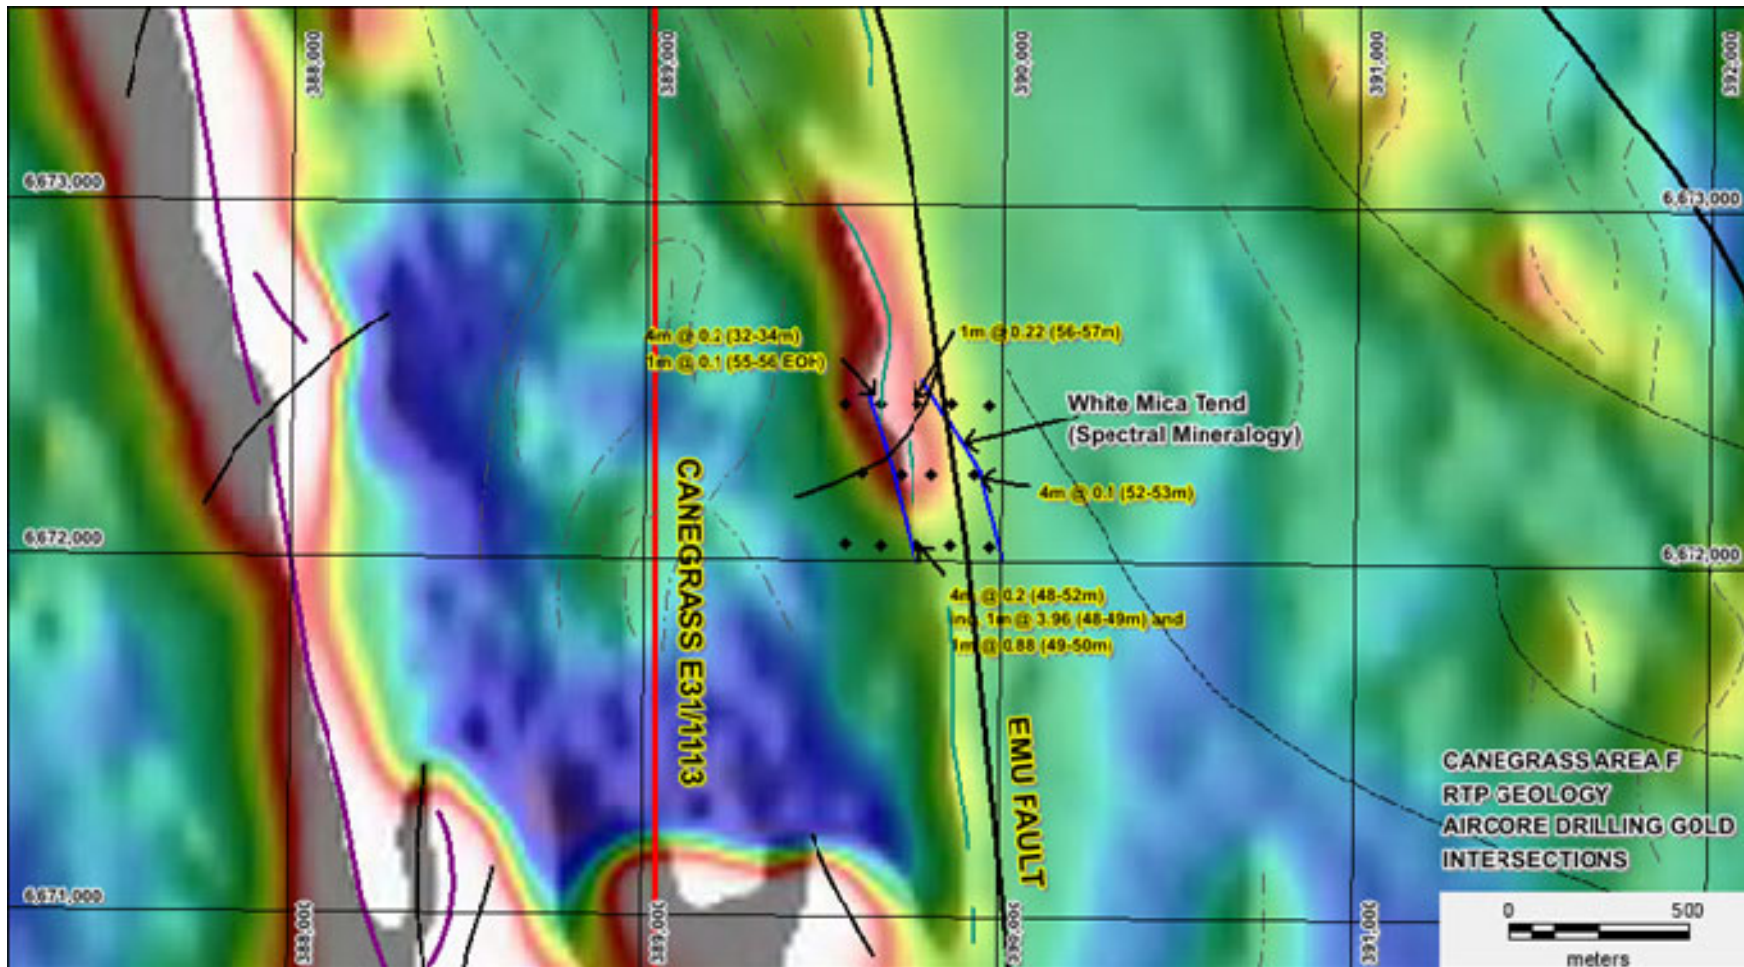 388,000
389,000
390,000
391,000
392,000
6,673,000
6,673,000
4m @ 0.2 (32-34m)
1m @ 0.1 (55-56 EOH)
1m @ 0.22 (56-57m)
White Mica Tend
(Spectral Mineralogy)
4m @ 0.1 (52-53m)
CANEGRASS E31/1113
6,672,000
6,672,000
4m @ 0.2 (48-52m)
inc 1m @ 3.96 (48-49m) and
1m @ 0.88 (49-50m)
EMU FAULT
CANEGRASS AREA F
RTP GEOLOGY
AIRCORE DRILLING GOLD
INTERSECTIONS
6,671,000
388,000
389,000
390,000
391,000
0 500
meters